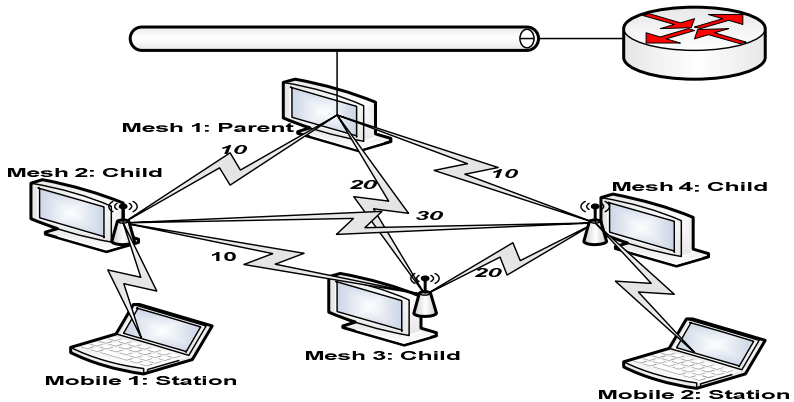 Mesh 1: Parent
10
10
Mesh 2: Child
20
Mesh 4: Child
30
10
20
Mesh 3: Child
Mobile 1: Station
Mobile 2: Station